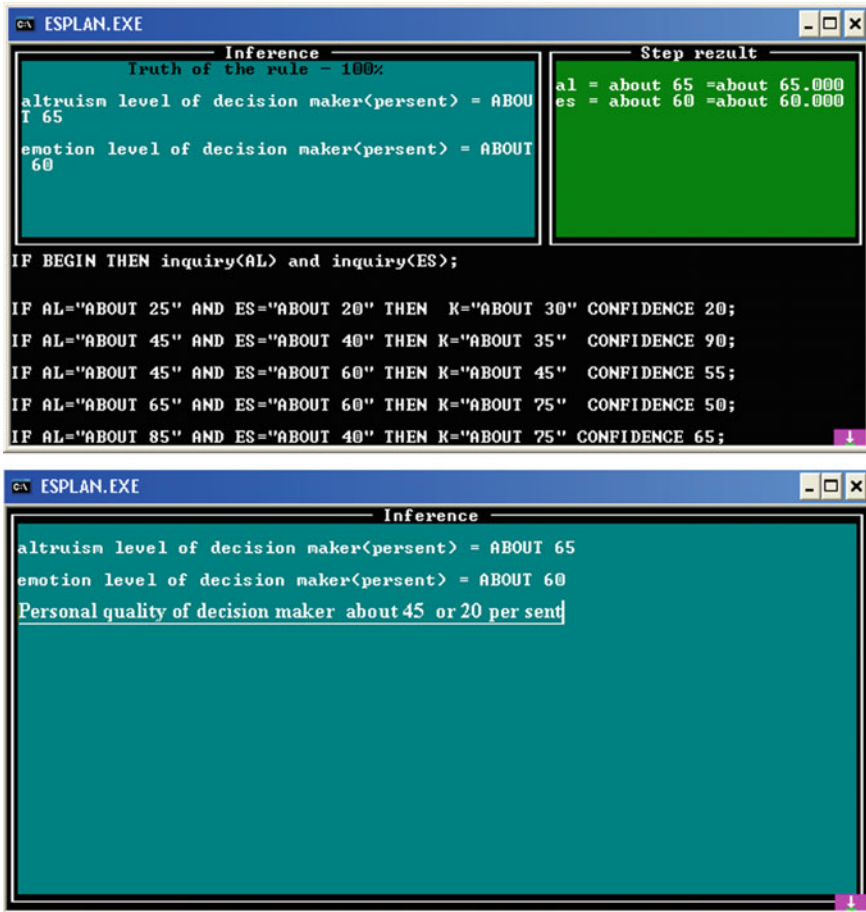 ESPLAN.EXE
Inference
Truth of the rule - 100%
altruism level of decision maker(persent) = ABOU
T 65
emotion level of decision maker(persent) = ABOUT
60
Step rezult
al = about 65 =about 65.000
es = about 60 =about 60.000
IF BEGIN THEN inquiry(AL) and inquiry(ES);
IF AL="ABOUT 25" AND ES="ABOUT 20" THEN K="ABOUT 30" CONFIDENCE 20;
IF AL="ABOUT 45" AND ES="ABOUT 40" THEN K="ABOUT 35" CONFIDENCE 90;
IF AL="ABOUT 45" AND ES="ABOUT 60" THEN K="ABOUT 45" CONFIDENCE 55;
IF AL="ABOUT 65" AND ES="ABOUT 60" THEN K="ABOUT 75" CONFIDENCE 50;
IF AL="ABOUT 85" AND ES="ABOUT 40" THEN K="ABOUT 75" CONFIDENCE 65;
ESPLAN.EXE
Inference
altruism level of decision maker(persent) = ABOUT 65
emotion level of decision maker(persent) = ABOUT 60
Personal quality of decision maker about 45 or 20 per sent